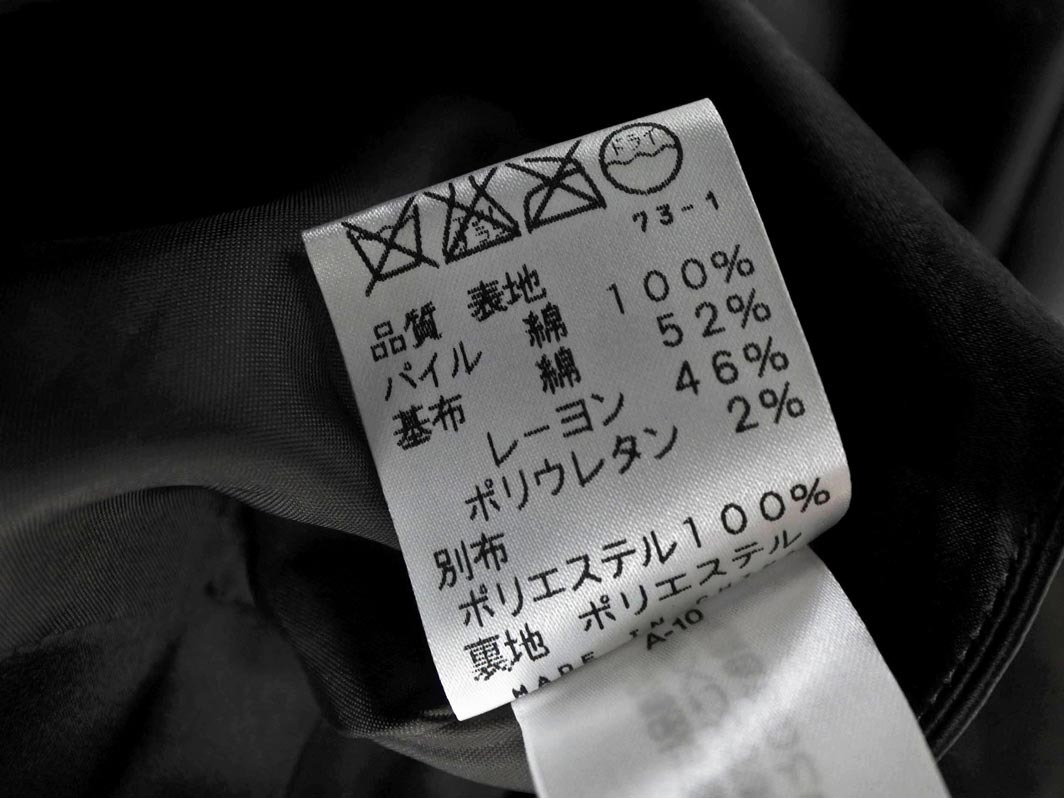 ドライ
73-1
品質 表地
パイル 綿 100%
基布 綿 52%
レーヨン 46%
ポリウレタン 2%
別布
ポリエステル100%
裏地 ポリエステル
MADE IN
A-10